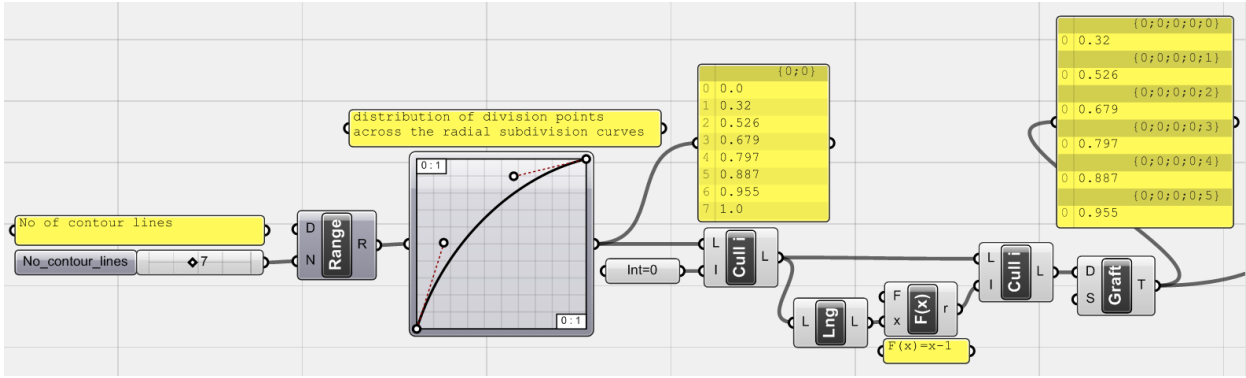 No of contour lines
No_contour_lines
7
D
N
Range
R
distribution of division points
across the radial subdivision curves
0 : 1
0 : 1
{0;0}
0 0.0
1 0.32
2 0.526
3 0.679
4 0.797
5 0.887
6 0.955
7 1.0
Int=0
L
I
Cull i
L
L
Lng
L
F
x
F(x)
r
F(x)=x-1
L
I
Cull i
L
D
S
Graft
T
{0;0;0;0;0}
0 0.32
{0;0;0;0;1}
0 0.526
{0;0;0;0;2}
0 0.679
{0;0;0;0;3}
0 0.797
{0;0;0;0;4}
0 0.887
{0;0;0;0;5}
0 0.955